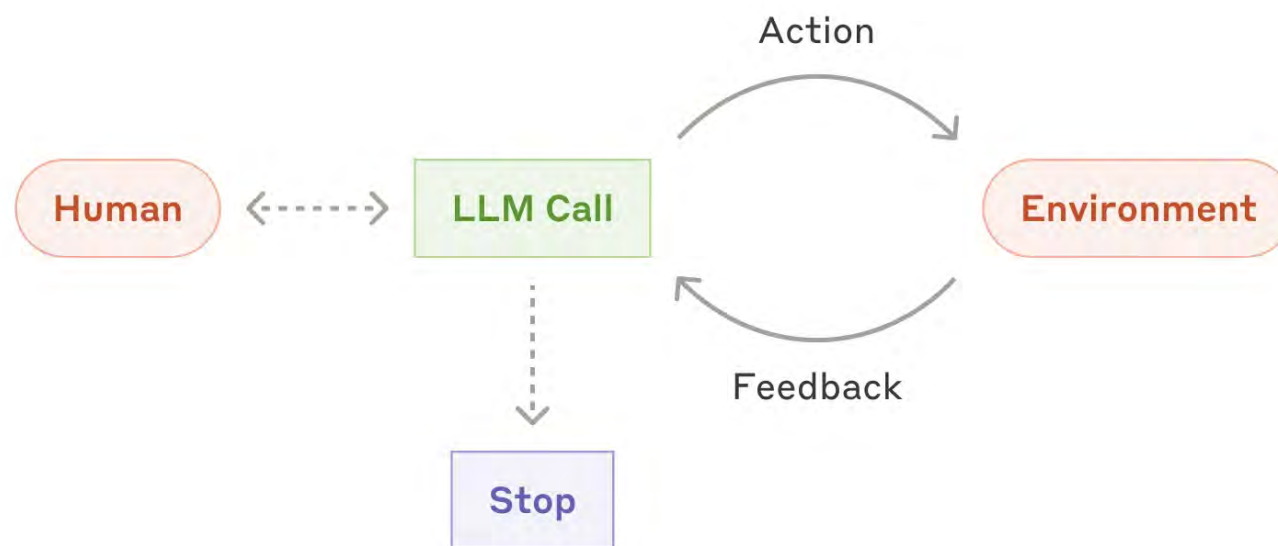 Action
Human
LLM Call
Environment
Feedback
Stop